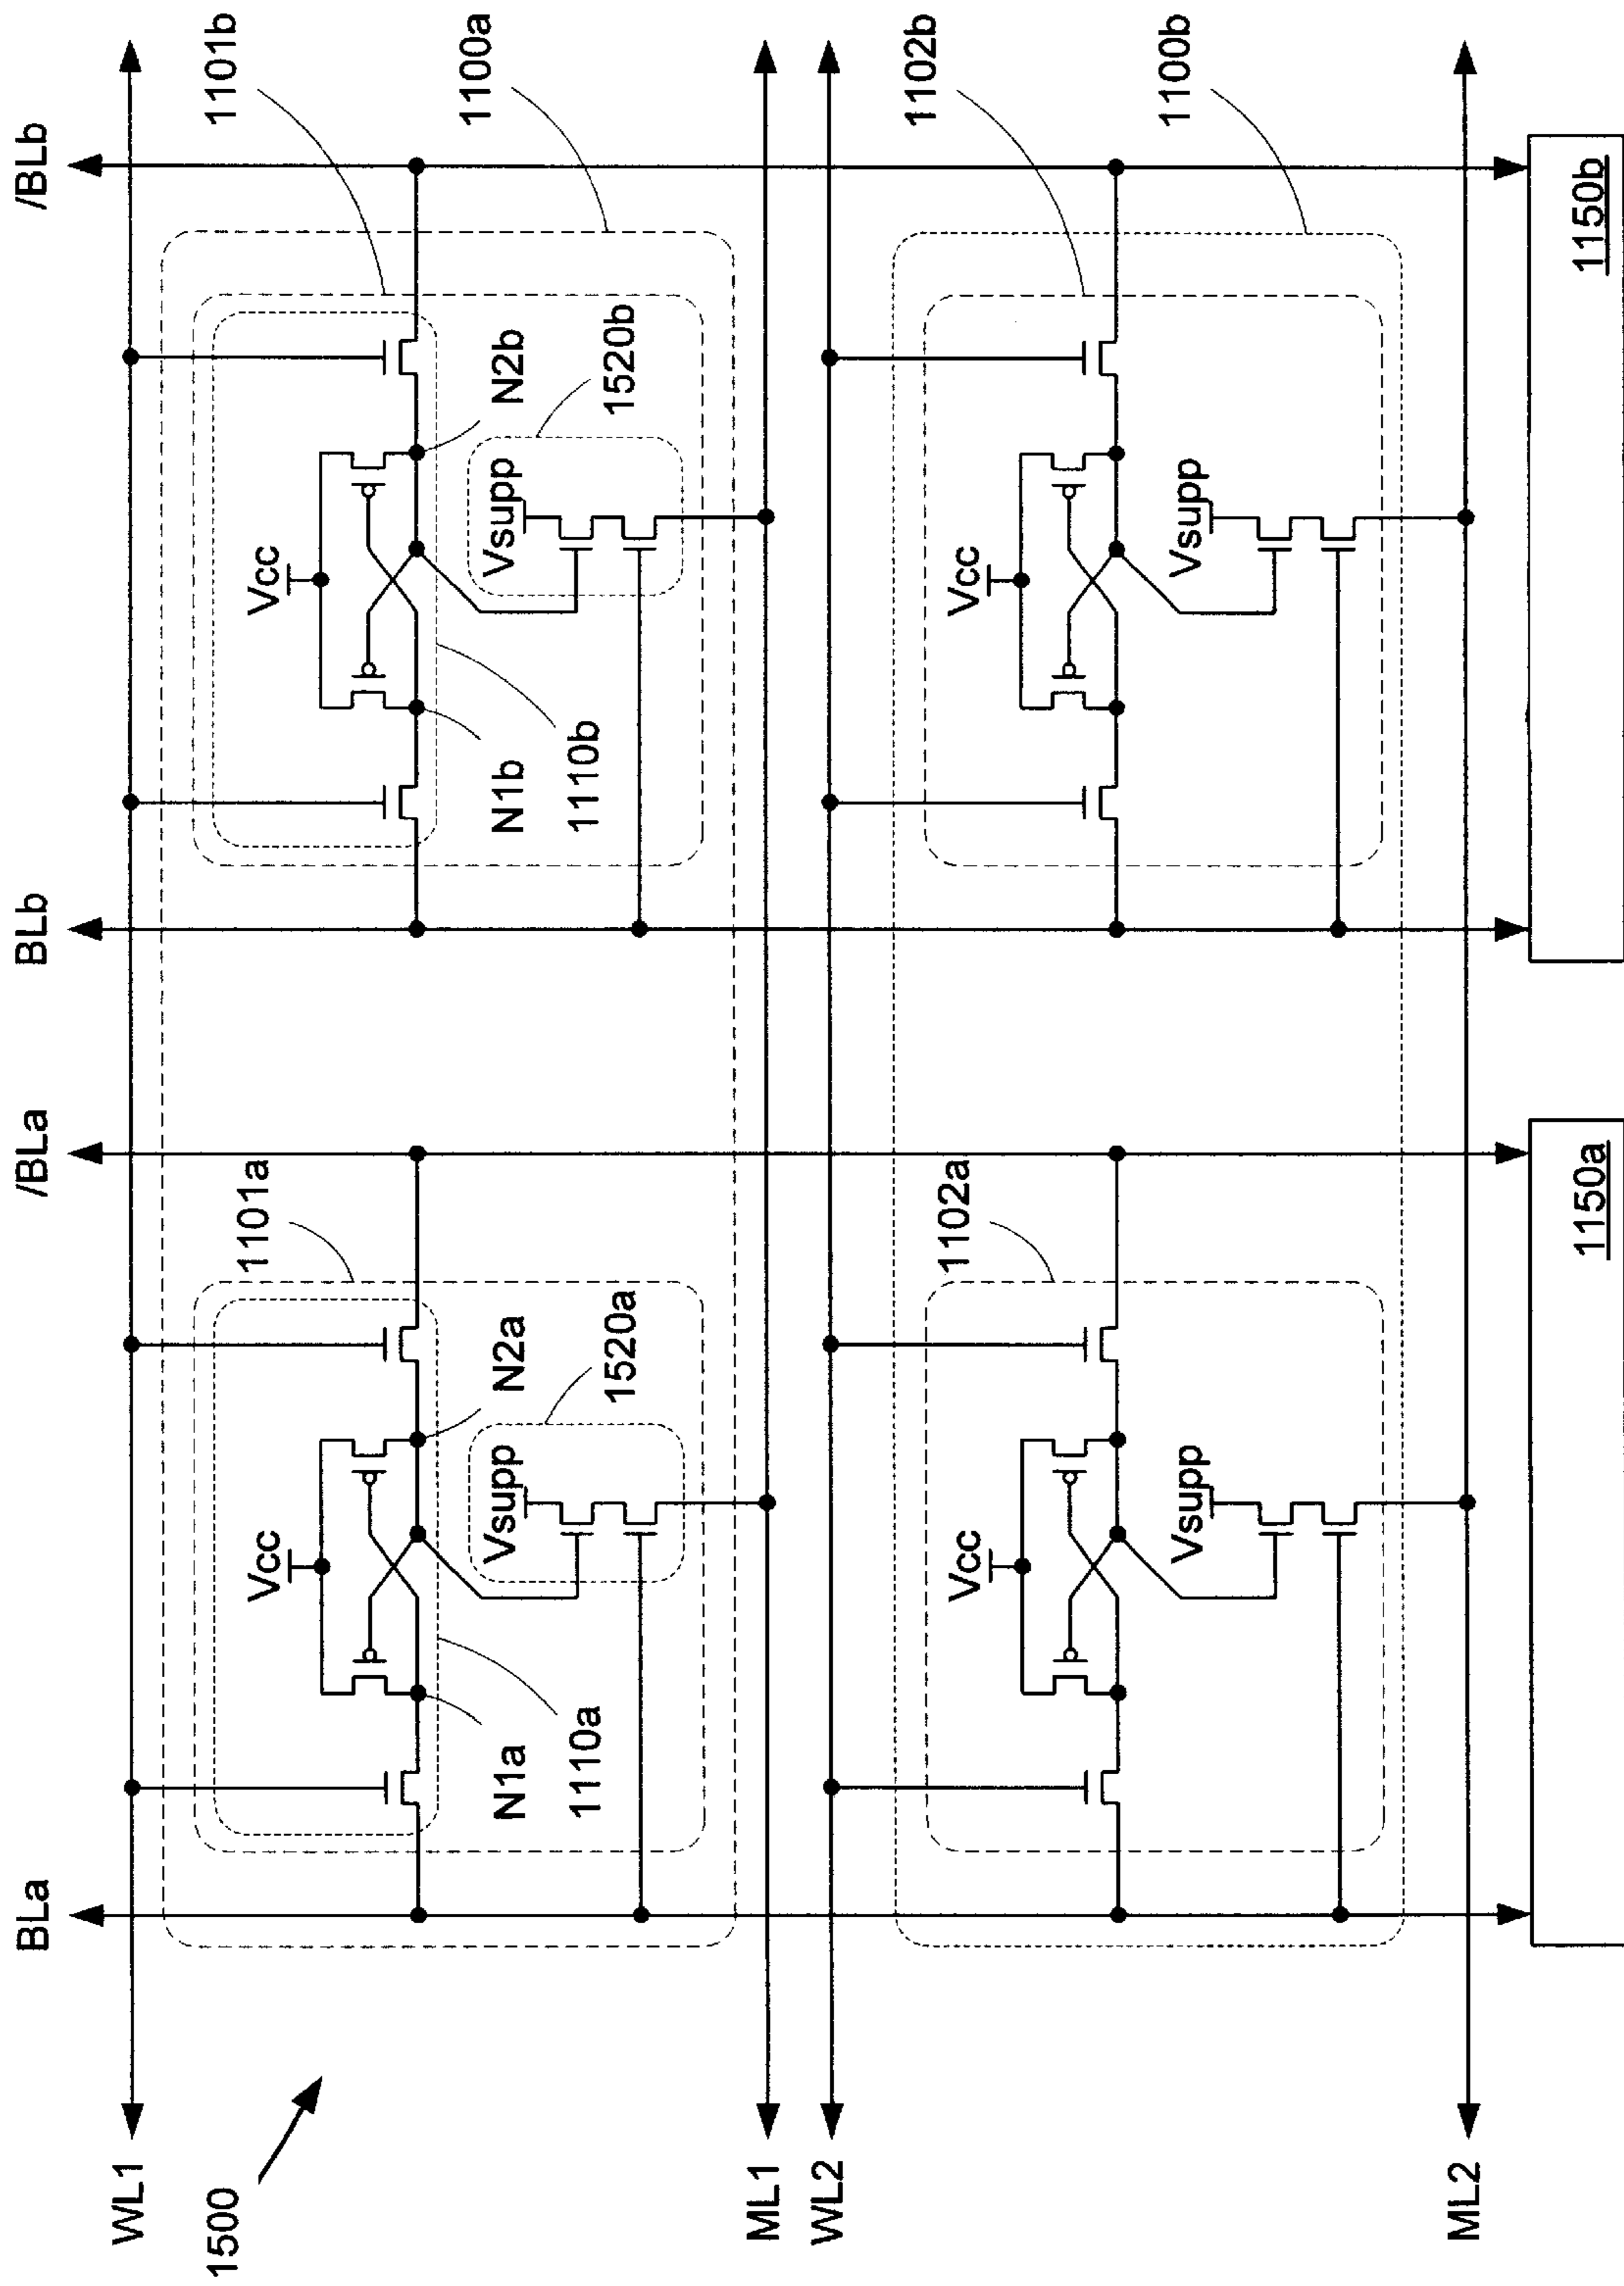 BLa
/BLa
BLb
/BLb
WL1
1500
1101a
1101b
1100a
Vcc
Vcc
N1a
N2a
1110a
Vsupp
1520a
N1b
N2b
1110b
Vsupp
1520b
ML1
WL2
1102a
1102b
1100b
Vcc
Vcc
Vsupp
Vsupp
ML2
1150a
1150b